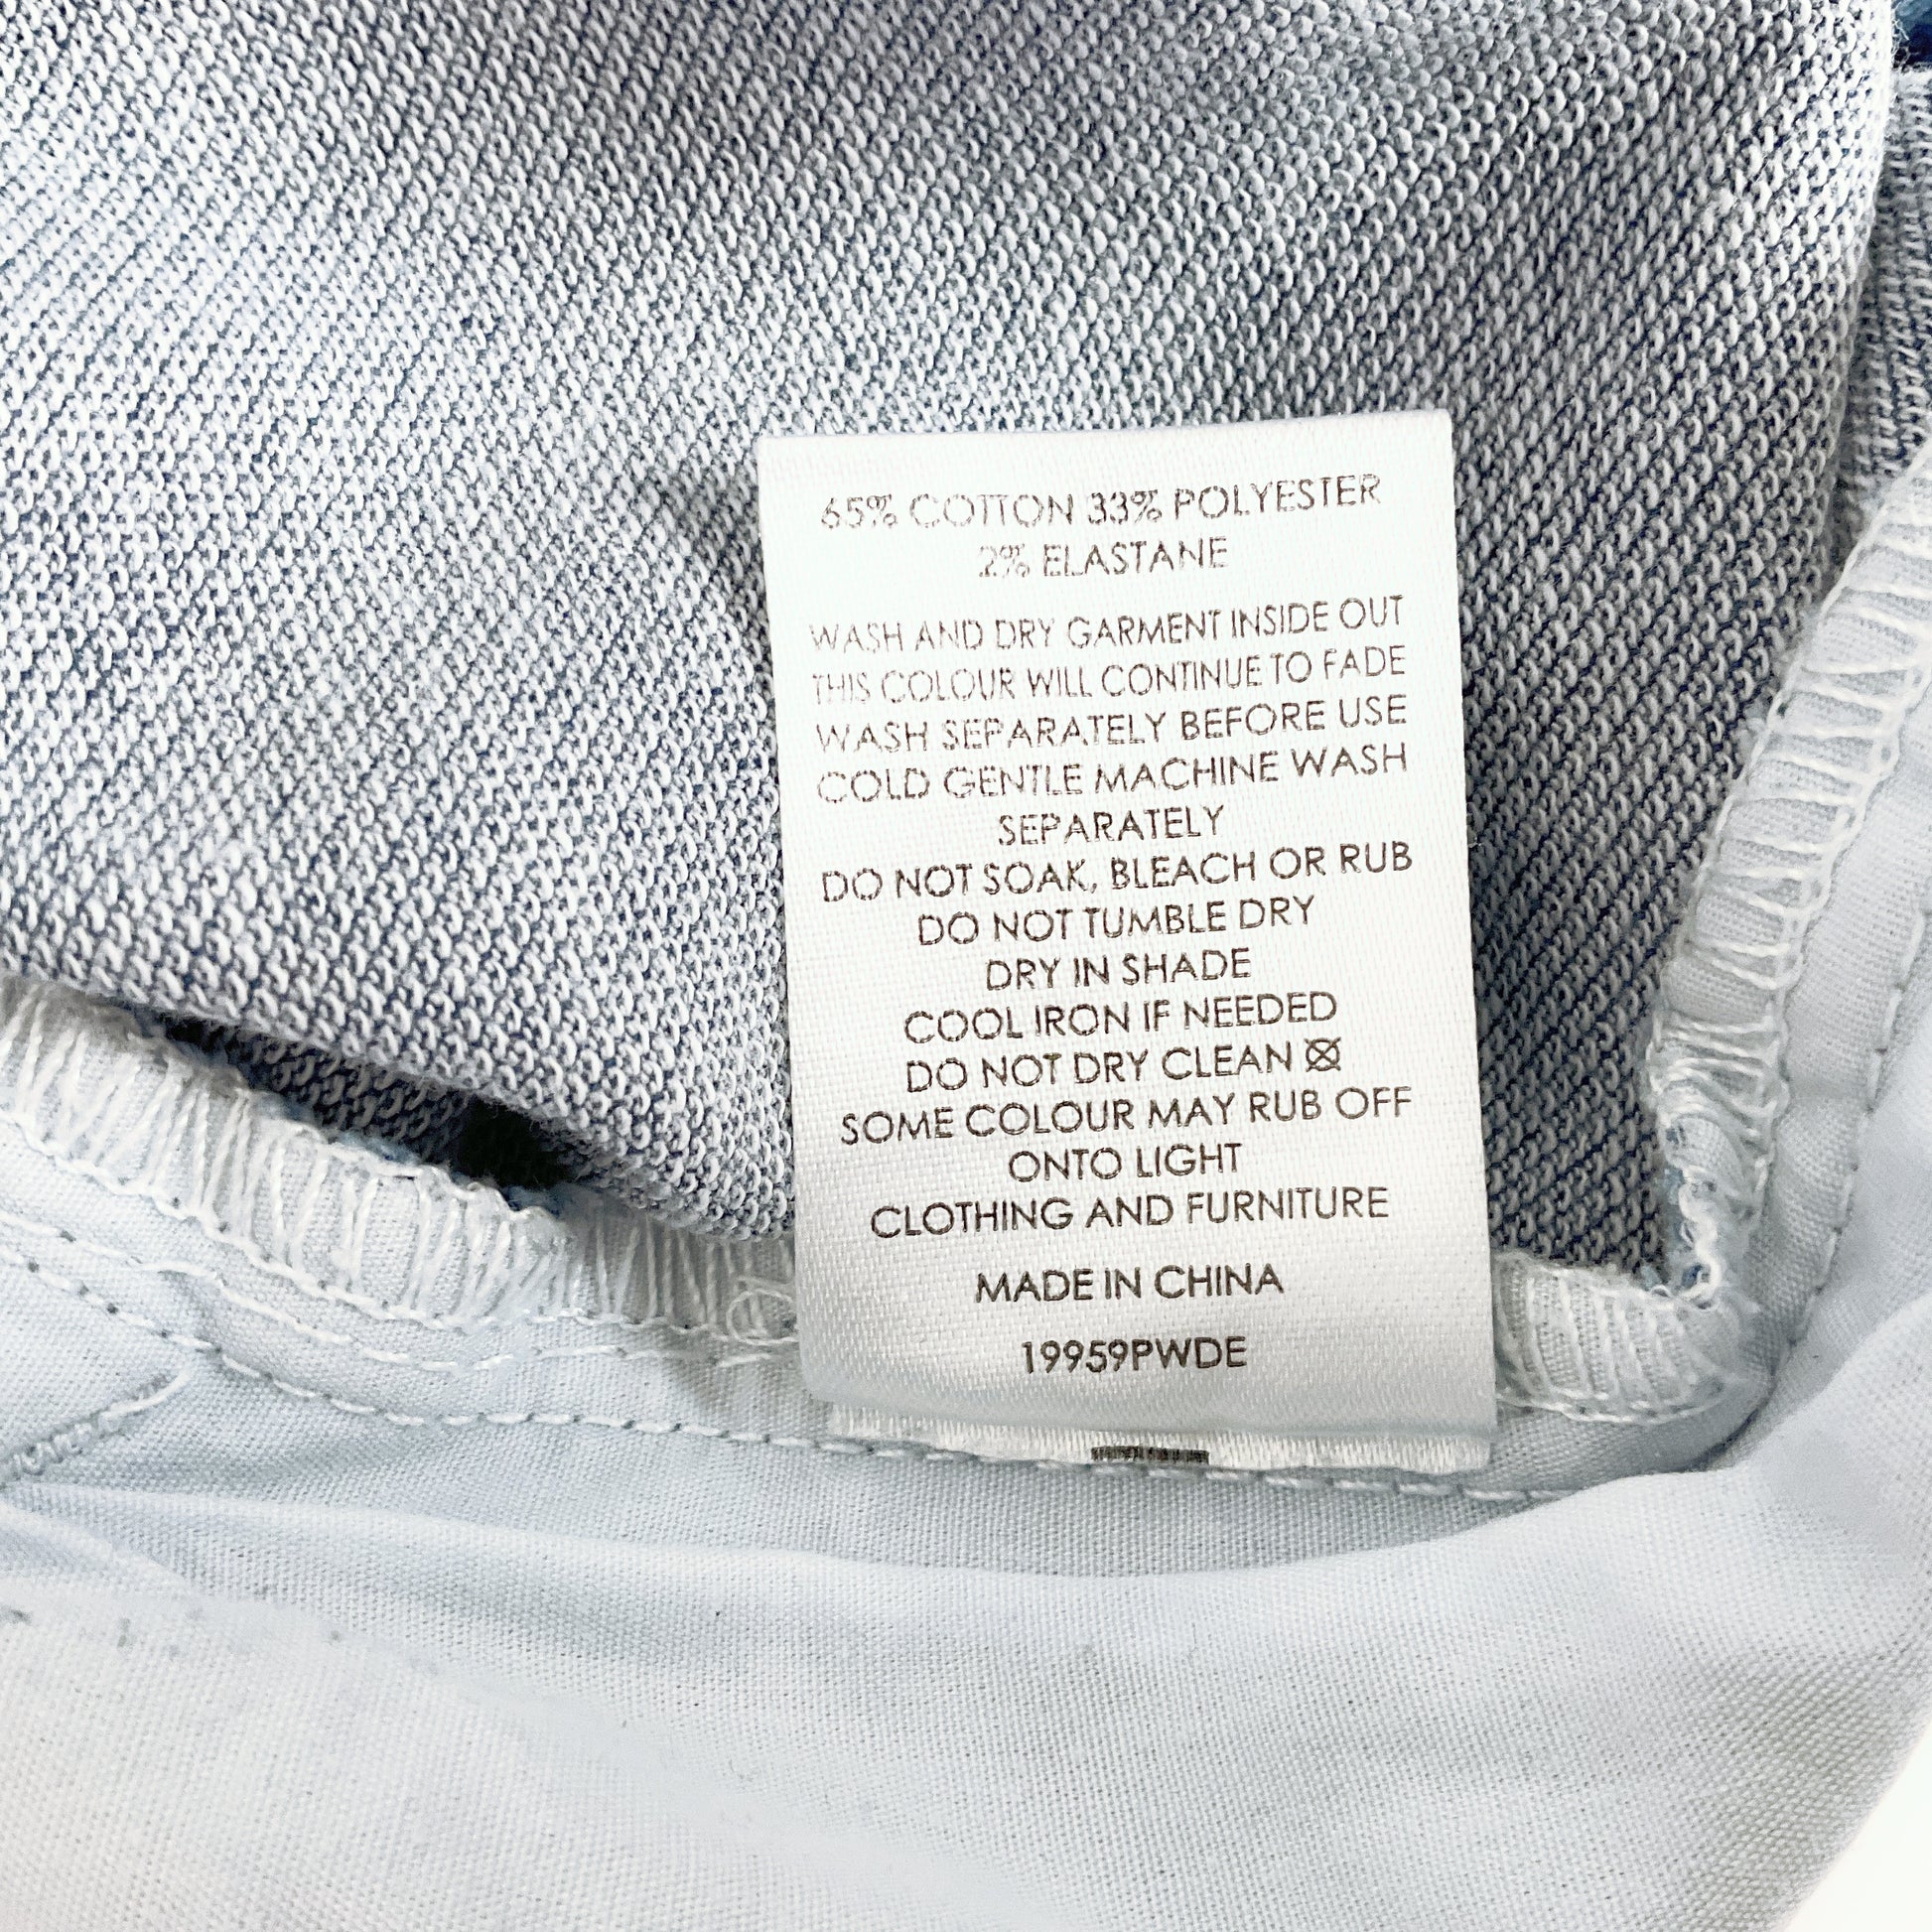 65% COTTON 33% POLYESTER
2% ELASTANE
WASH AND DRY GARMENT INSIDE OUT
THIS COLOUR WILL CONTINUE TO FADE
WASH SEPARATELY BEFORE USE
COLD GENTLE MACHINE WASH
SEPARATELY
DO NOT SOAK, BLEACH OR RUB
DO NOT TUMBLE DRY
DRY IN SHADE
COOL IRON IF NEEDED
DO NOT DRY CLEAN
SOME COLOUR MAY RUB OFF
ONTO LIGHT
CLOTHING AND FURNITURE
MADE IN CHINA
19959PWDE